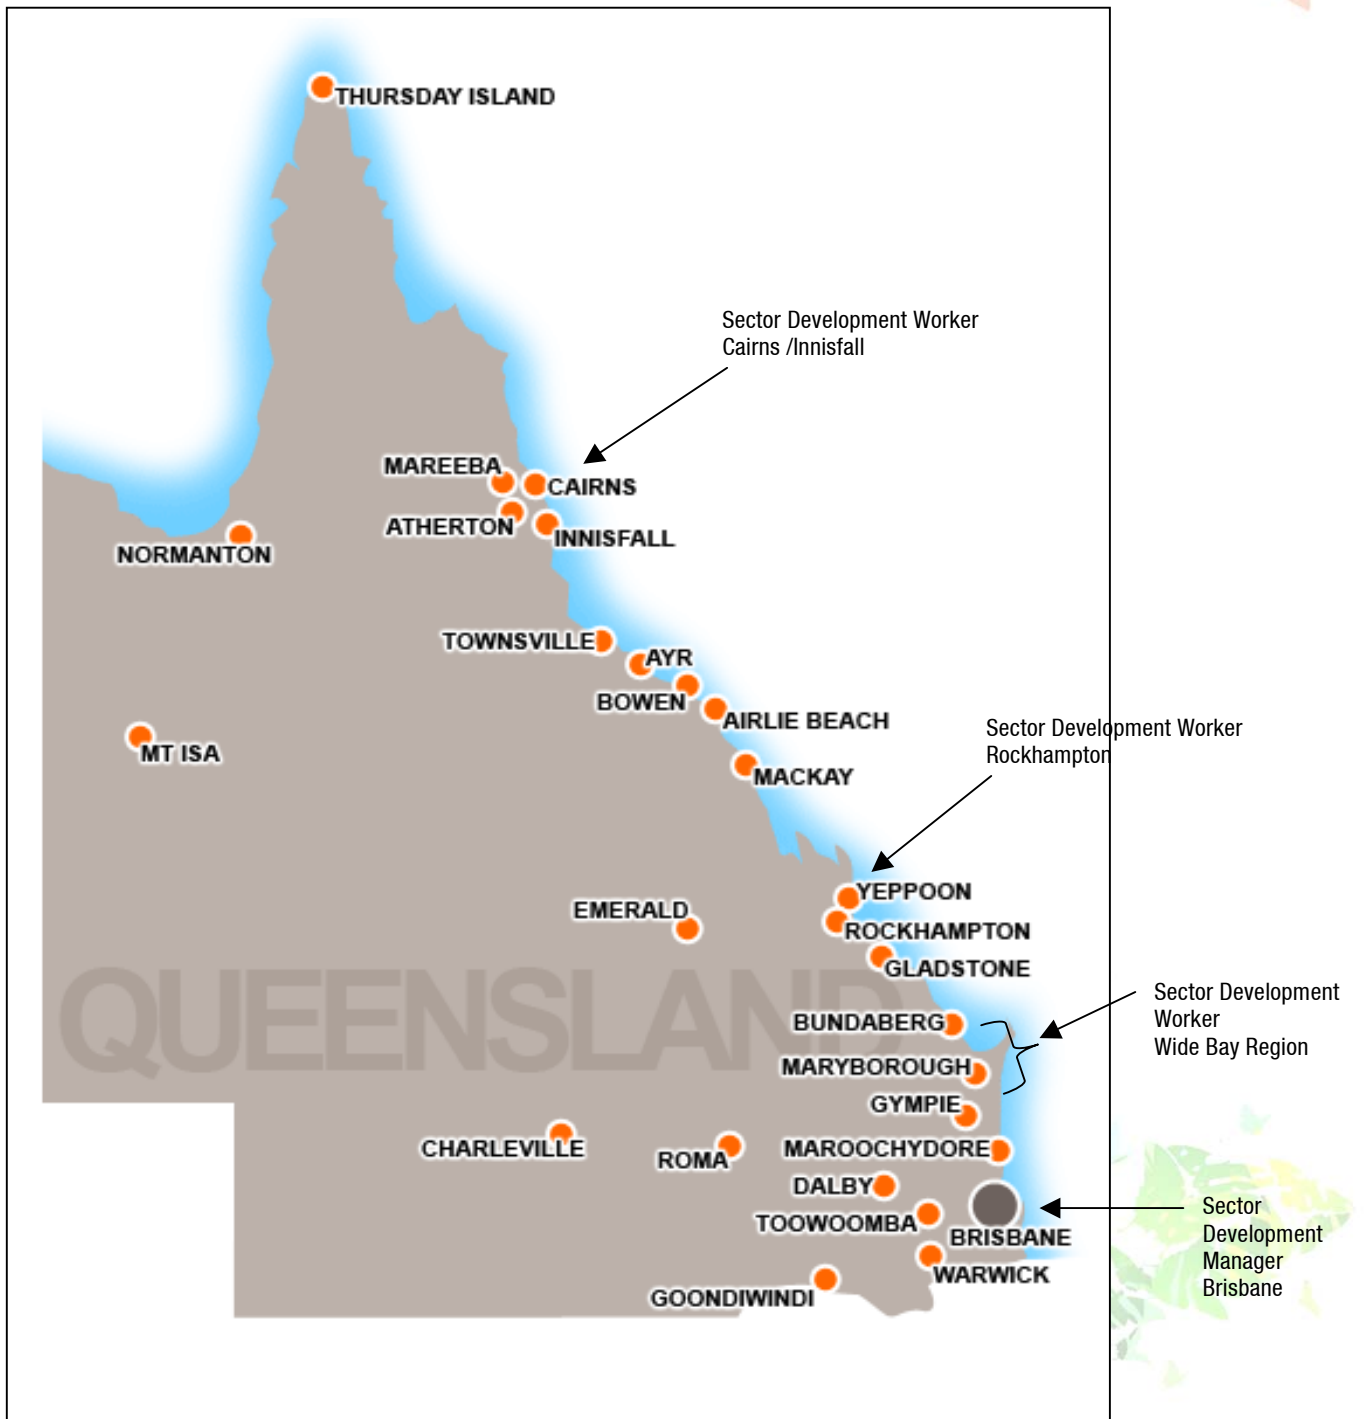 THURSDAY ISLAND
Sector Development Worker
Cairns /Innisfall
MAREEBA
CAIRNS
ATHERTON
INNISFALL
NORMANTON
TOWNSVILLE
AYR
BOWEN
AIRLIE BEACH
MT ISA
MACKAY
Sector Development Worker
Rockhampton
YEPPOON
EMERALD
ROCKHAMPTON
GLADSTONE
QUEENSLAND
BUNDABERG
Sector Development
Worker
Wide Bay Region
MARYBOROUGH
GYMPIE
CHARLEVILLE
ROMA
MAROOCHYDORE
DALBY
TOOWOOMBA
BRISBANE
Sector
Development
Manager
Brisbane
WARWICK
GOONDIWINDI